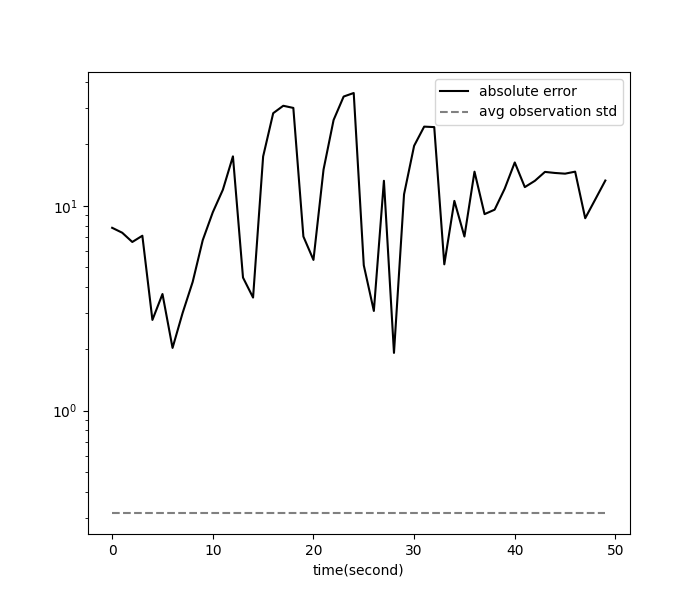 absolute error
avg observation std
10¹
10⁰
0 10 20 30 40 50
time(second)